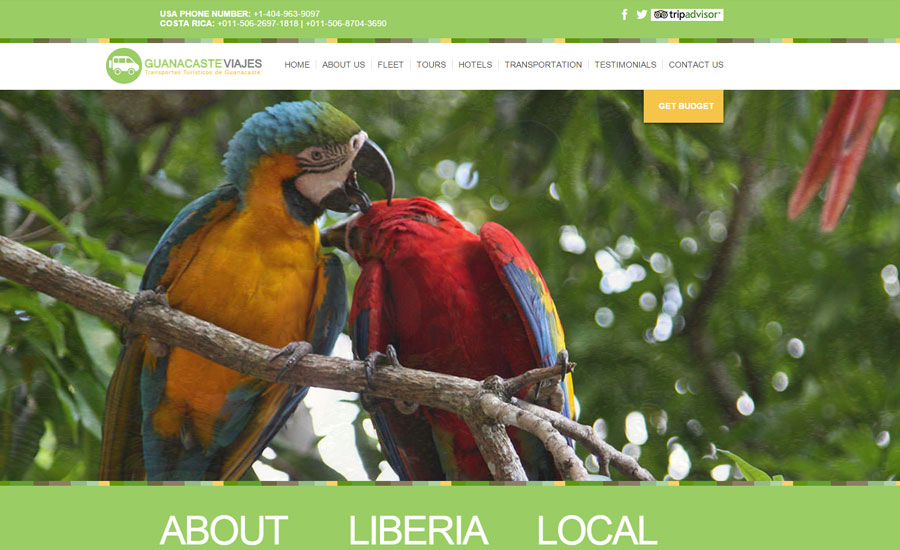 USA PHONE NUMBER: +1-404-963-9097
COSTA RICA: +011-506-2697-1818 | +011-506-8704-3690
tripadvisor
GUANACASTE VIAJES
Transportes Turísticos de Guanacaste
HOME ABOUT US FLEET TOURS HOTELS TRANSPORTATION TESTIMONIALS CONTACT US
GET BUDGET
ABOUT LIBERIA LOCAL